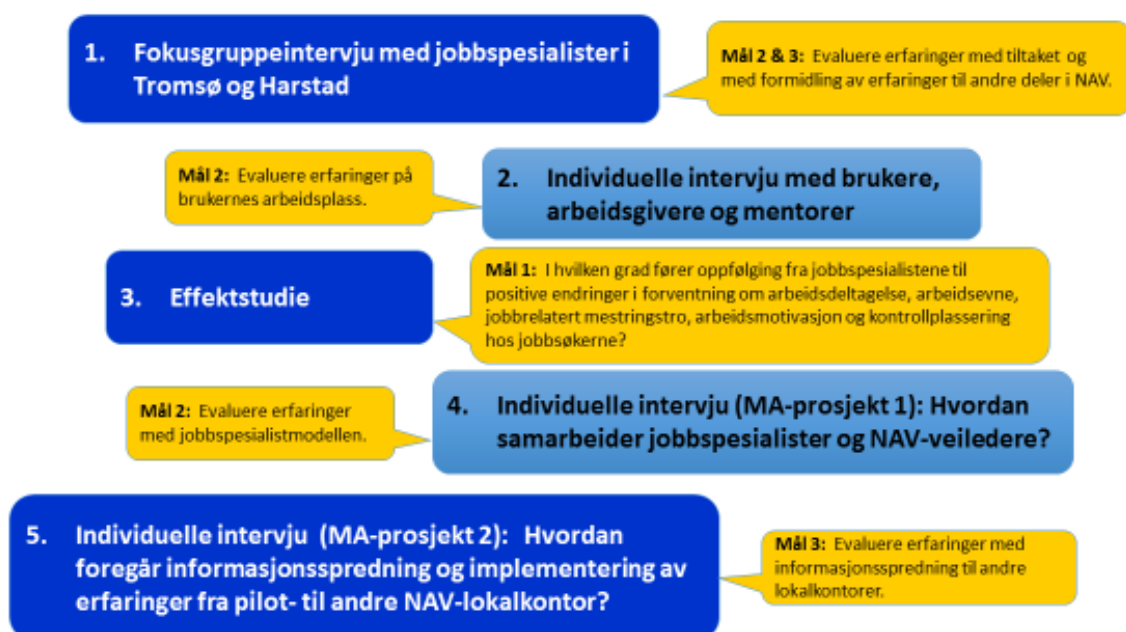 1. Fokusgruppeintervju med jobbspesialister i
Tromsø og Harstad
Mål 2 & 3: Evaluere erfaringer med tiltaket og
med formidling av erfaringer til andre deler i NAV.
Mål 2: Evaluere erfaringer på
brukernes arbeidsplass.
2. Individuelle intervju med brukere,
arbeidsgivere og mentorer
3. Effektstudie
Mål 1: I hvilken grad fører oppfølging fra jobbspesialistene til
positive endringer i forventning om arbeidsdeltagelse, arbeidsevne,
jobbrelatert mestringstro, arbeidsmotivasjon og kontrollplassering
hos jobbsøkerne?
Mål 2: Evaluere erfaringer
med jobbspesialistmodellen.
4. Individuelle intervju (MA-prosjekt 1): Hvordan
samarbeider jobbspesialister og NAV-veiledere?
5. Individuelle intervju (MA-prosjekt 2): Hvordan
foregår informasjonsspredning og implementering av
erfaringer fra pilot- til andre NAV-lokalkontor?
Mål 3: Evaluere erfaringer med
informasjonsspredning til andre
lokalkontorer.